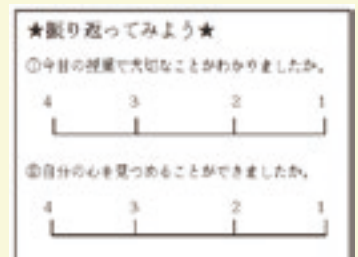 ★振り返ってみよう★
①今日の授業で大切なことがわかりましたか。
4 3 2 1
②自分の心を見つめることができましたか。
4 3 2 1